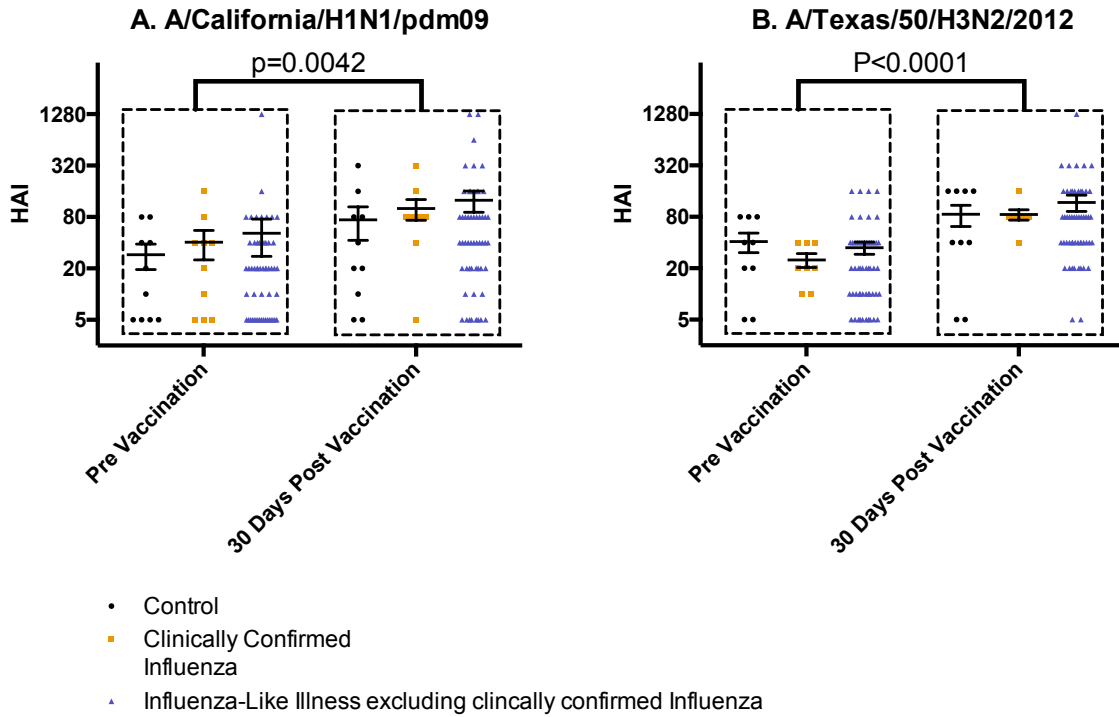 A. A/California/H1N1/pdm09
p=0.0042
1280
320
80
20
5
HAI
Pre Vaccination
30 Days Post Vaccination
B. A/Texas/50/H3N2/2012
P<0.0001
1280
320
80
20
5
HAI
Pre Vaccination
30 Days Post Vaccination
Control
Clinically Confirmed
Influenza
Influenza-Like Illness excluding clincally confirmed Influenza